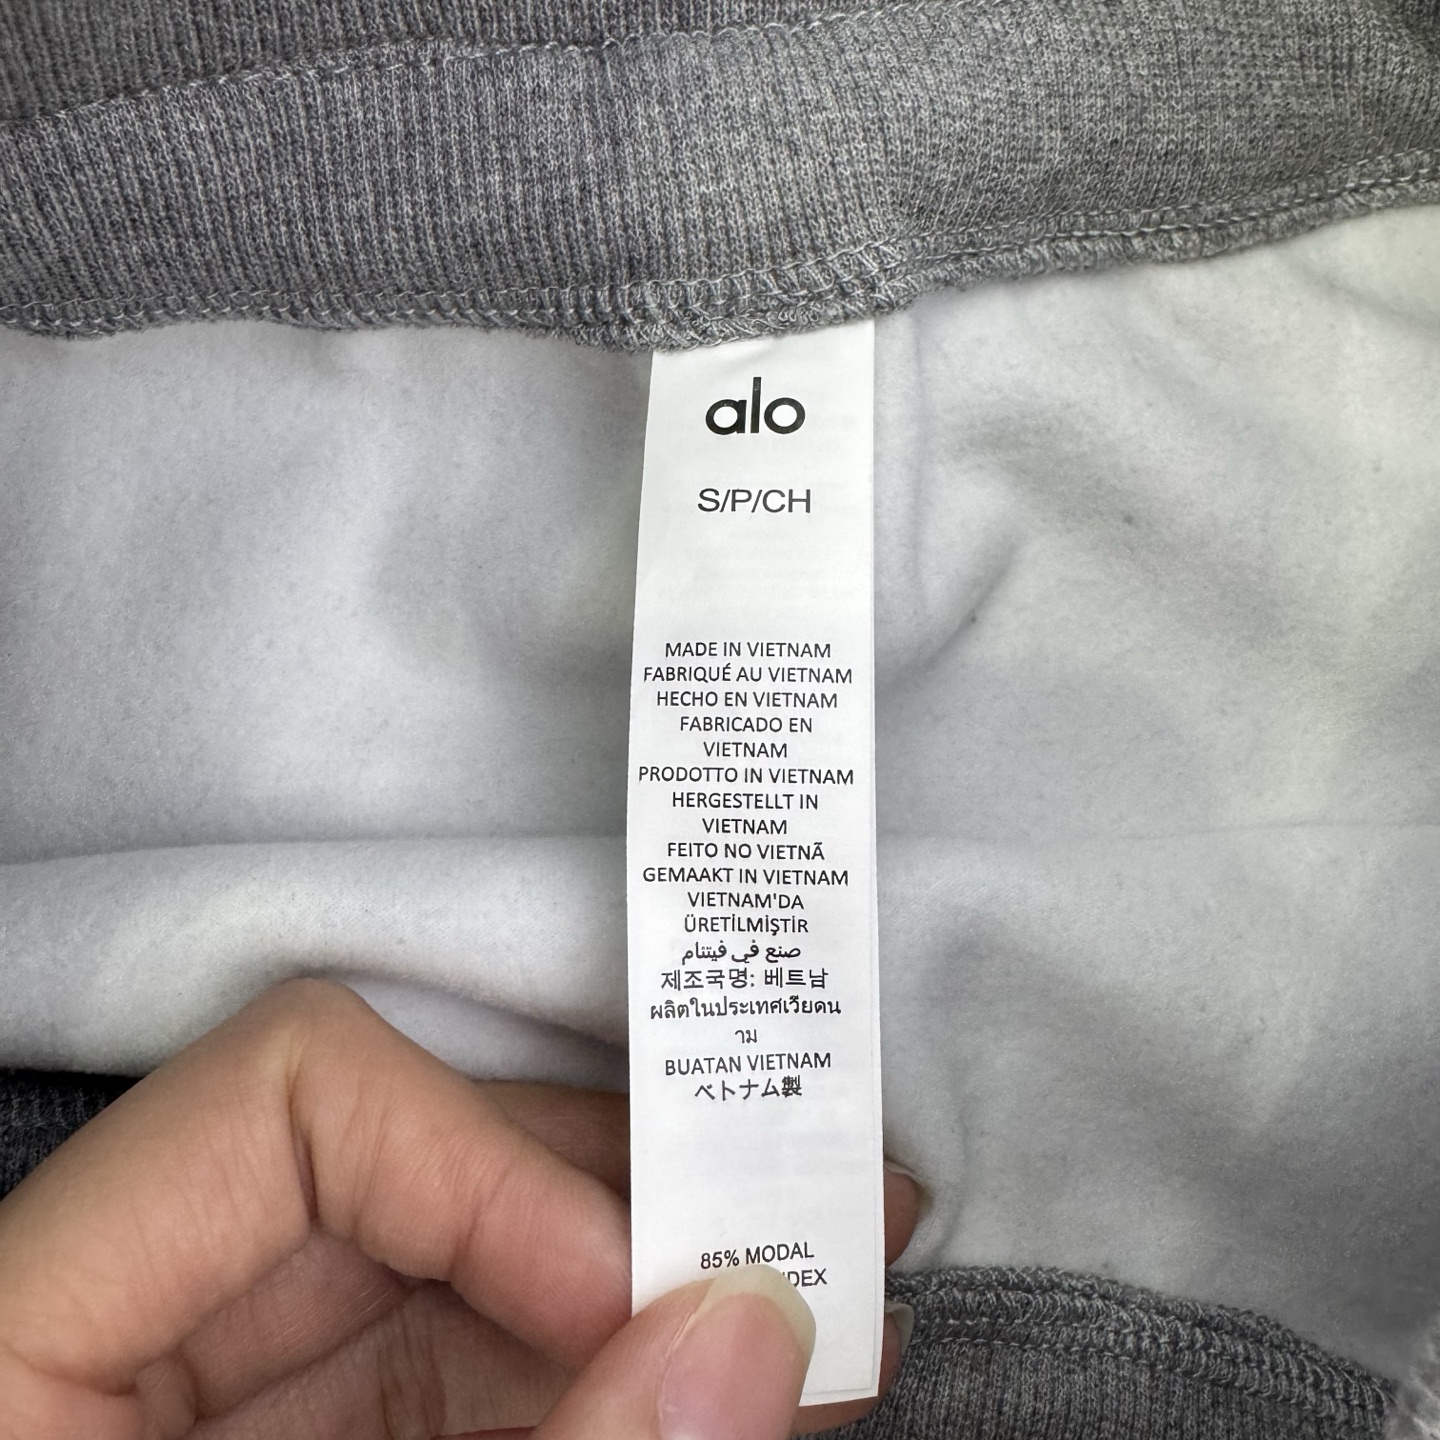 alo
S/P/CH
MADE IN VIETNAM
FABRIQUÉ AU VIETNAM
HECHO EN VIETNAM
FABRICADO EN
VIETNAM
PRODOTTO IN VIETNAM
HERGESTELLT IN
VIETNAM
FEITO NO VIETNÃ
GEMAAKT IN VIETNAM
VIETNAM'DA
ÜRETİLMİŞTİR
صنع في فيتنام
제조국명: 베트남
ผลิตในประเทศเวียดน
าม
BUATAN VIETNAM
ベトナム製
85% MODAL